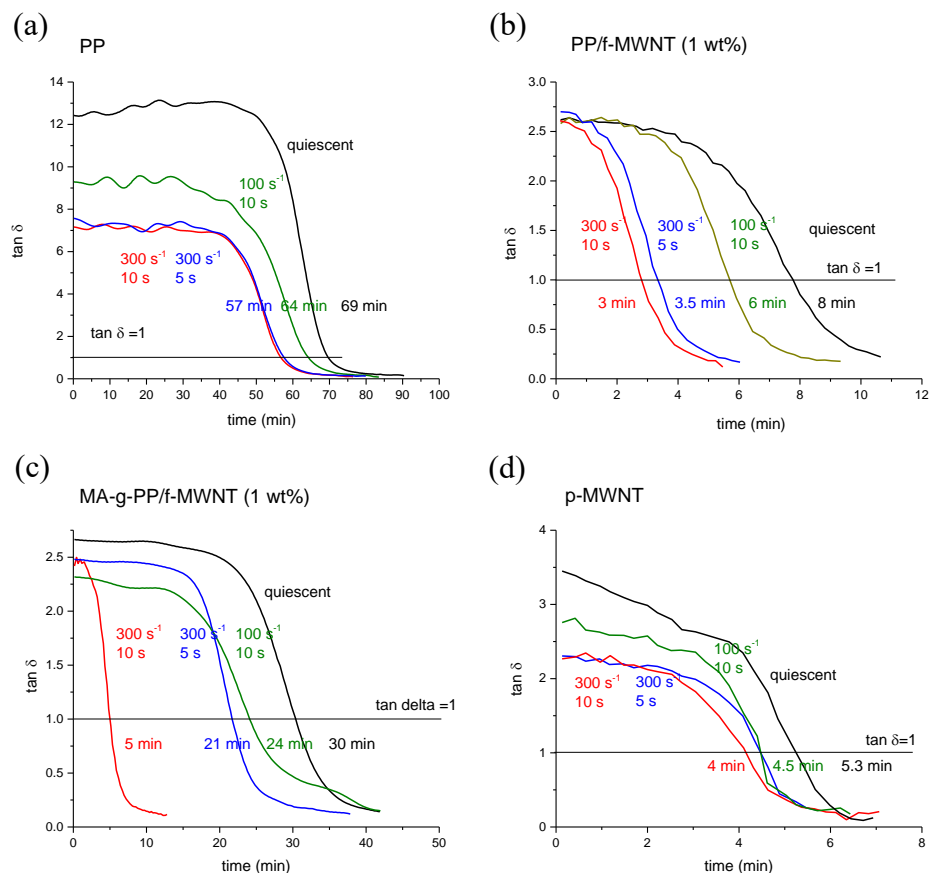 (a)
PP
14
12
10
8
6
4
2
0
tan δ
0 10 20 30 40 50 60 70 80 90 100
time (min)
quiescent
100 s⁻¹
10 s
300 s⁻¹ 300 s⁻¹
10 s 5 s
57 min 64 min 69 min
tan δ =1
(b)
PP/f-MWNT (1 wt%)
3.0
2.5
2.0
1.5
1.0
0.5
0.0
tan δ
0 2 4 6 8 10 12
time (min)
300 s⁻¹ 300 s⁻¹ 100 s⁻¹
10 s 5 s 10 s
quiescent
tan δ =1
3 min 3.5 min 6 min 8 min
(c)
MA-g-PP/f-MWNT (1 wt%)
2.5
2.0
1.5
1.0
0.5
0.0
tan δ
0 10 20 30 40 50
time (min)
quiescent
300 s⁻¹ 300 s⁻¹ 100 s⁻¹
10 s 5 s 10 s
tan delta =1
5 min 21 min 24 min 30 min
(d)
p-MWNT
4
3
2
1
0
tan δ
0 2 4 6 8
time (min)
100 s⁻¹
10 s
quiescent
300 s⁻¹ 300 s
10 s 5 s
tan δ=1
4 min 4.5 min 5.3 min